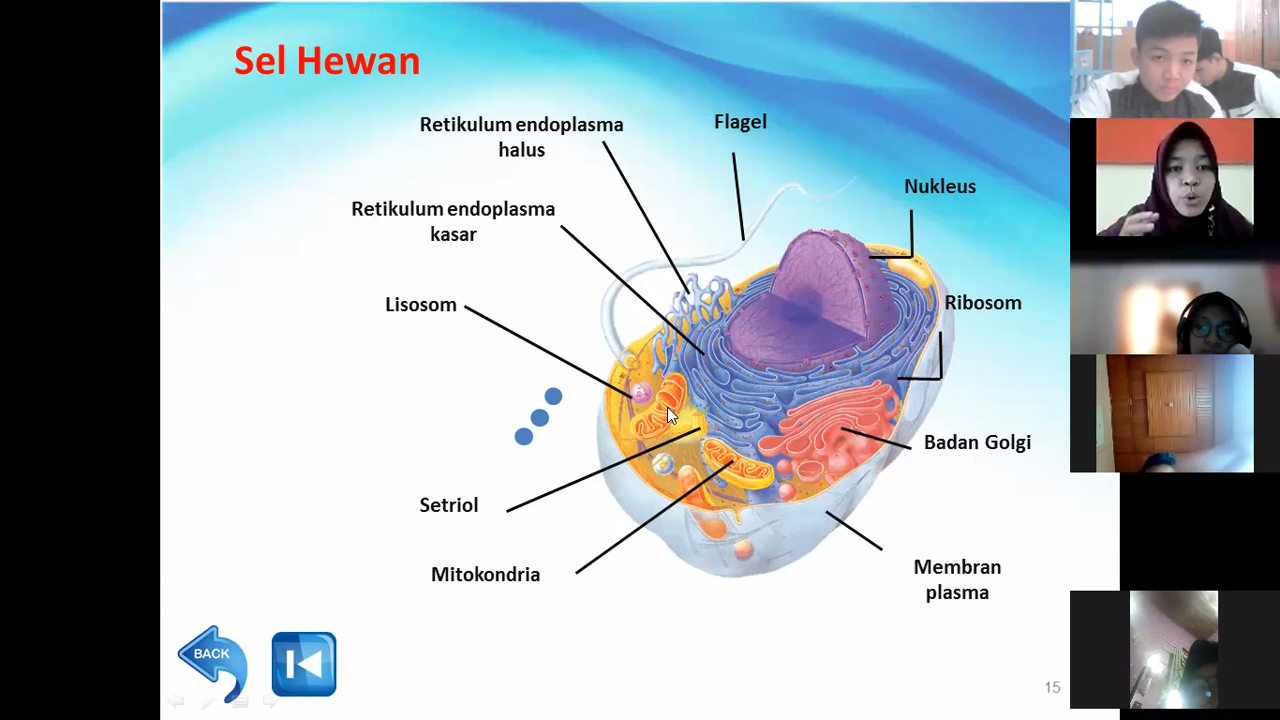 Sel Hewan
Retikulum endoplasma
halus
Flagel
Nukleus
Retikulum endoplasma
kasar
Lisosom
Ribosom
Badan Golgi
Setriol
Mitokondria
Membran
plasma
BACK
15